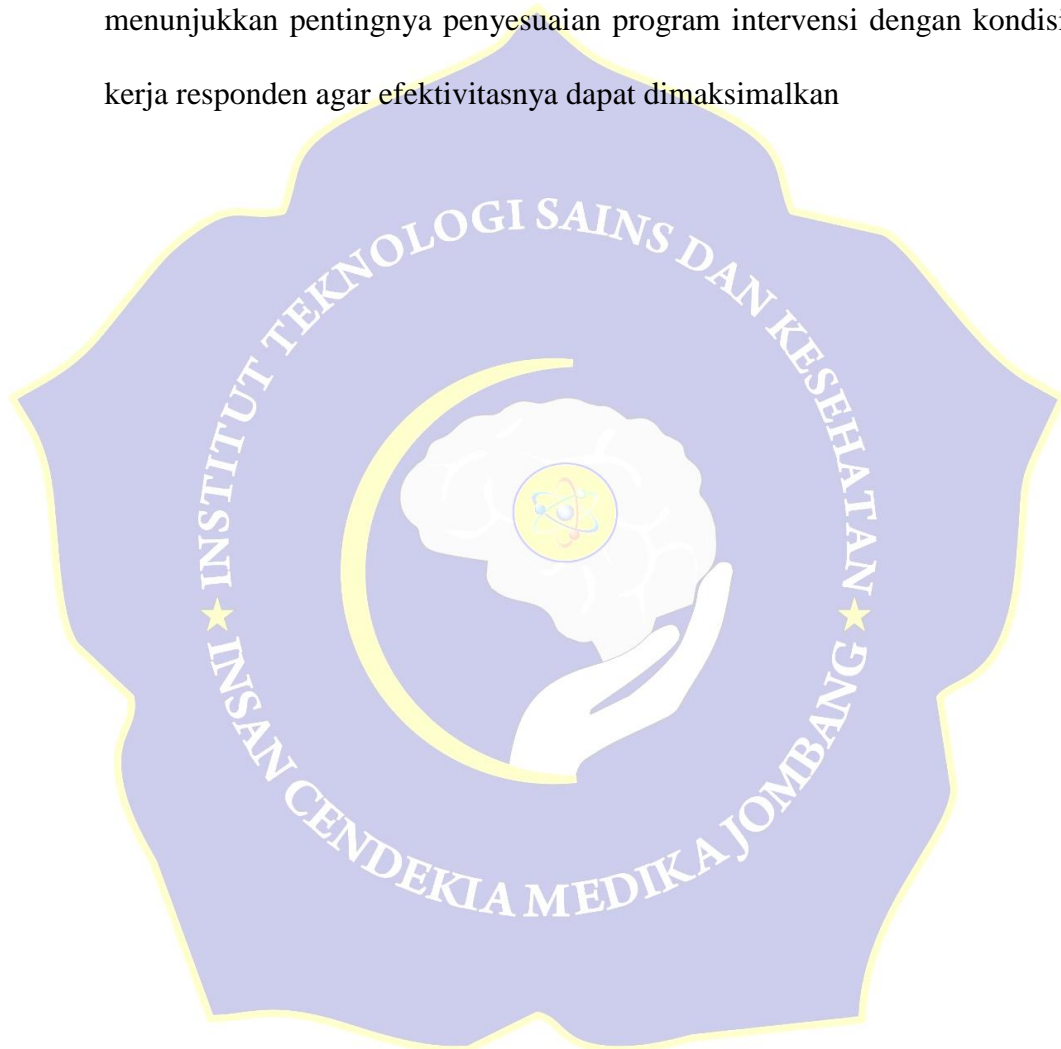 menunjukkan pentingnya penyesuaian program intervensi dengan kondisi
kerja responden agar efektivitasnya dapat dimaksimalkan
INSTITUT TEKNOLOGI SAINS DAN KESEHATAN
INSAN CENDEKIA MEDIKA JOMBANG